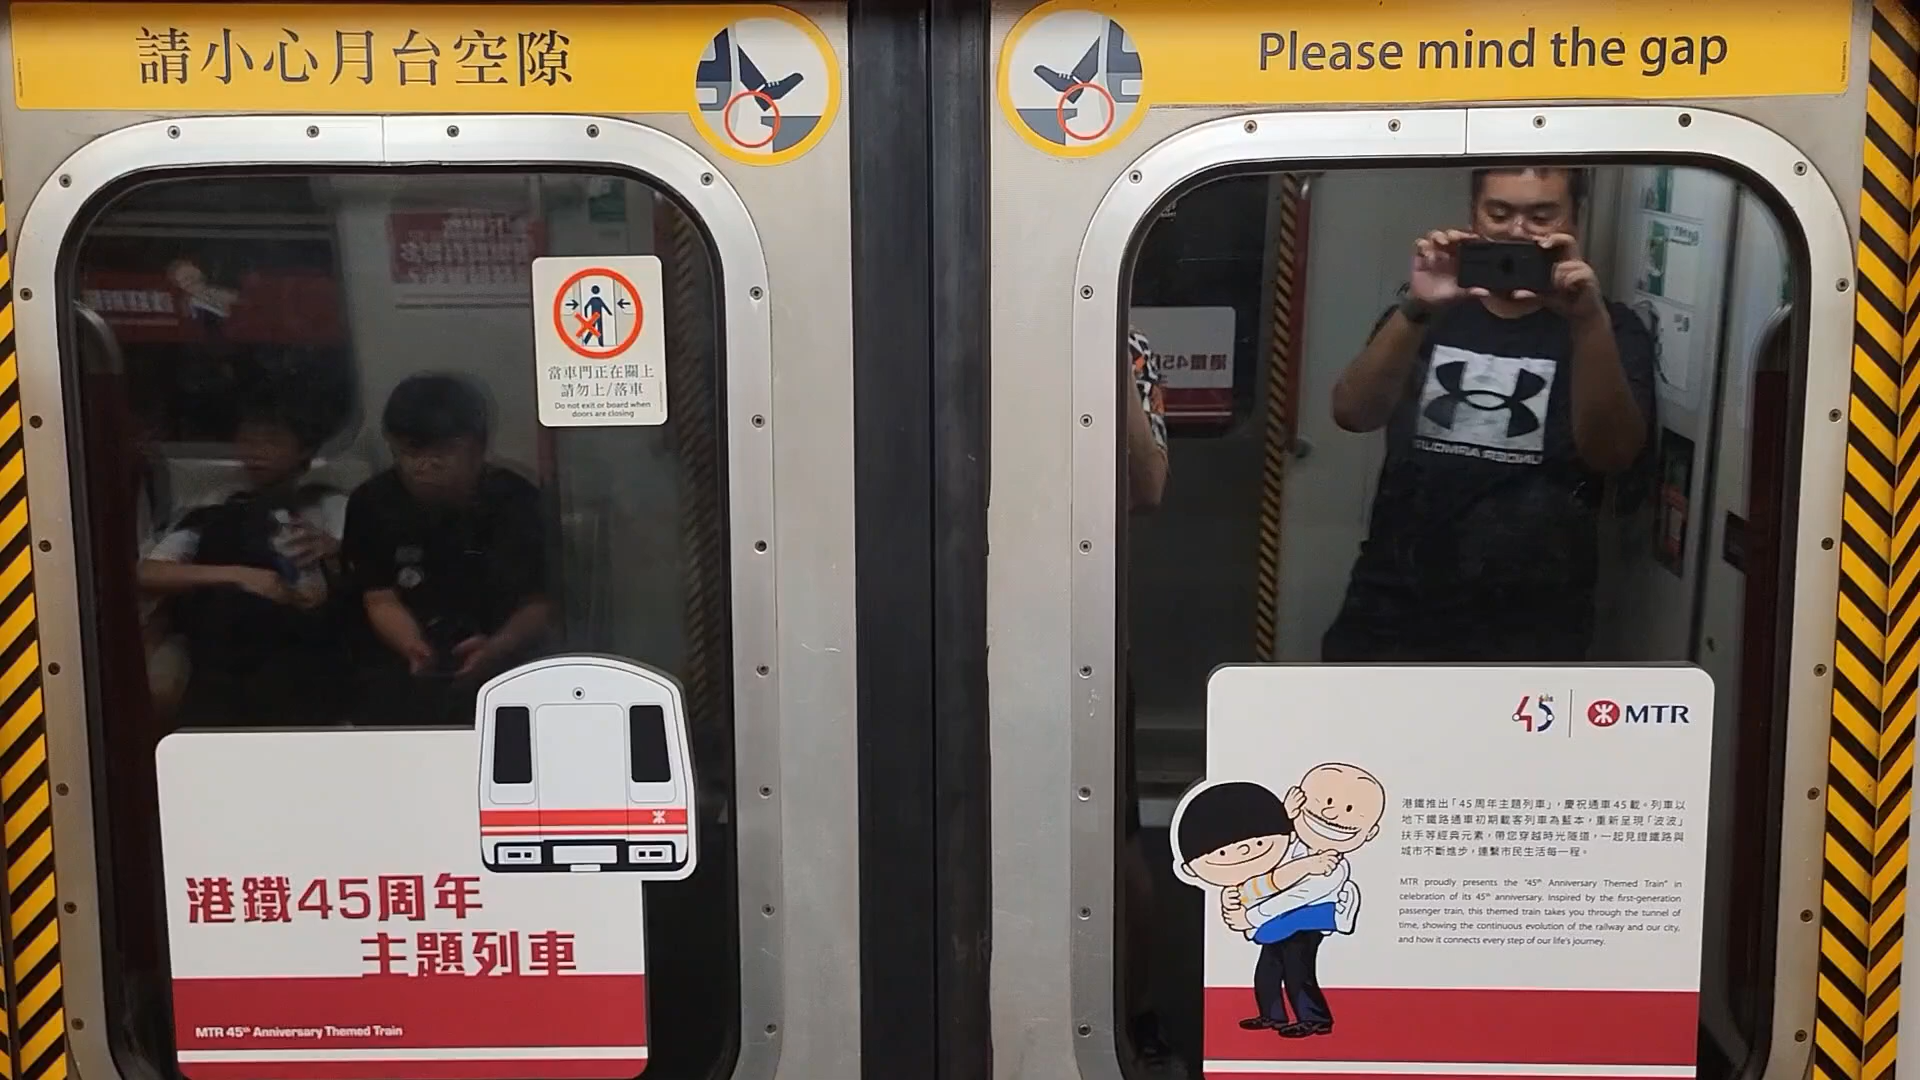 請小心月台空隙
Please mind the gap
當車門正在關上
請勿上/落車
Do not exit or board when
doors are closing
港鐵45周年
主題列車
MTR 45th Anniversary Themed Train
45
MTR
港鐵推出「45周年主題列車」，慶祝通車45載。列車以
地下鐵路通車初期載客列車為藍本，重新呈現「波波」
扶手等經典元素，帶您穿越時光隧道，一起見證鐵路與
城市不斷進步，連繫市民生活每一程。
MTR proudly presents the "45th Anniversary Themed Train" in
celebration of its 45th anniversary. Inspired by the first-generation
passenger train, this themed train takes you through the tunnel of
time, showing the continuous evolution of the railway and our city,
and how it connects every step of our life's journey.
UNDER ARMOUR